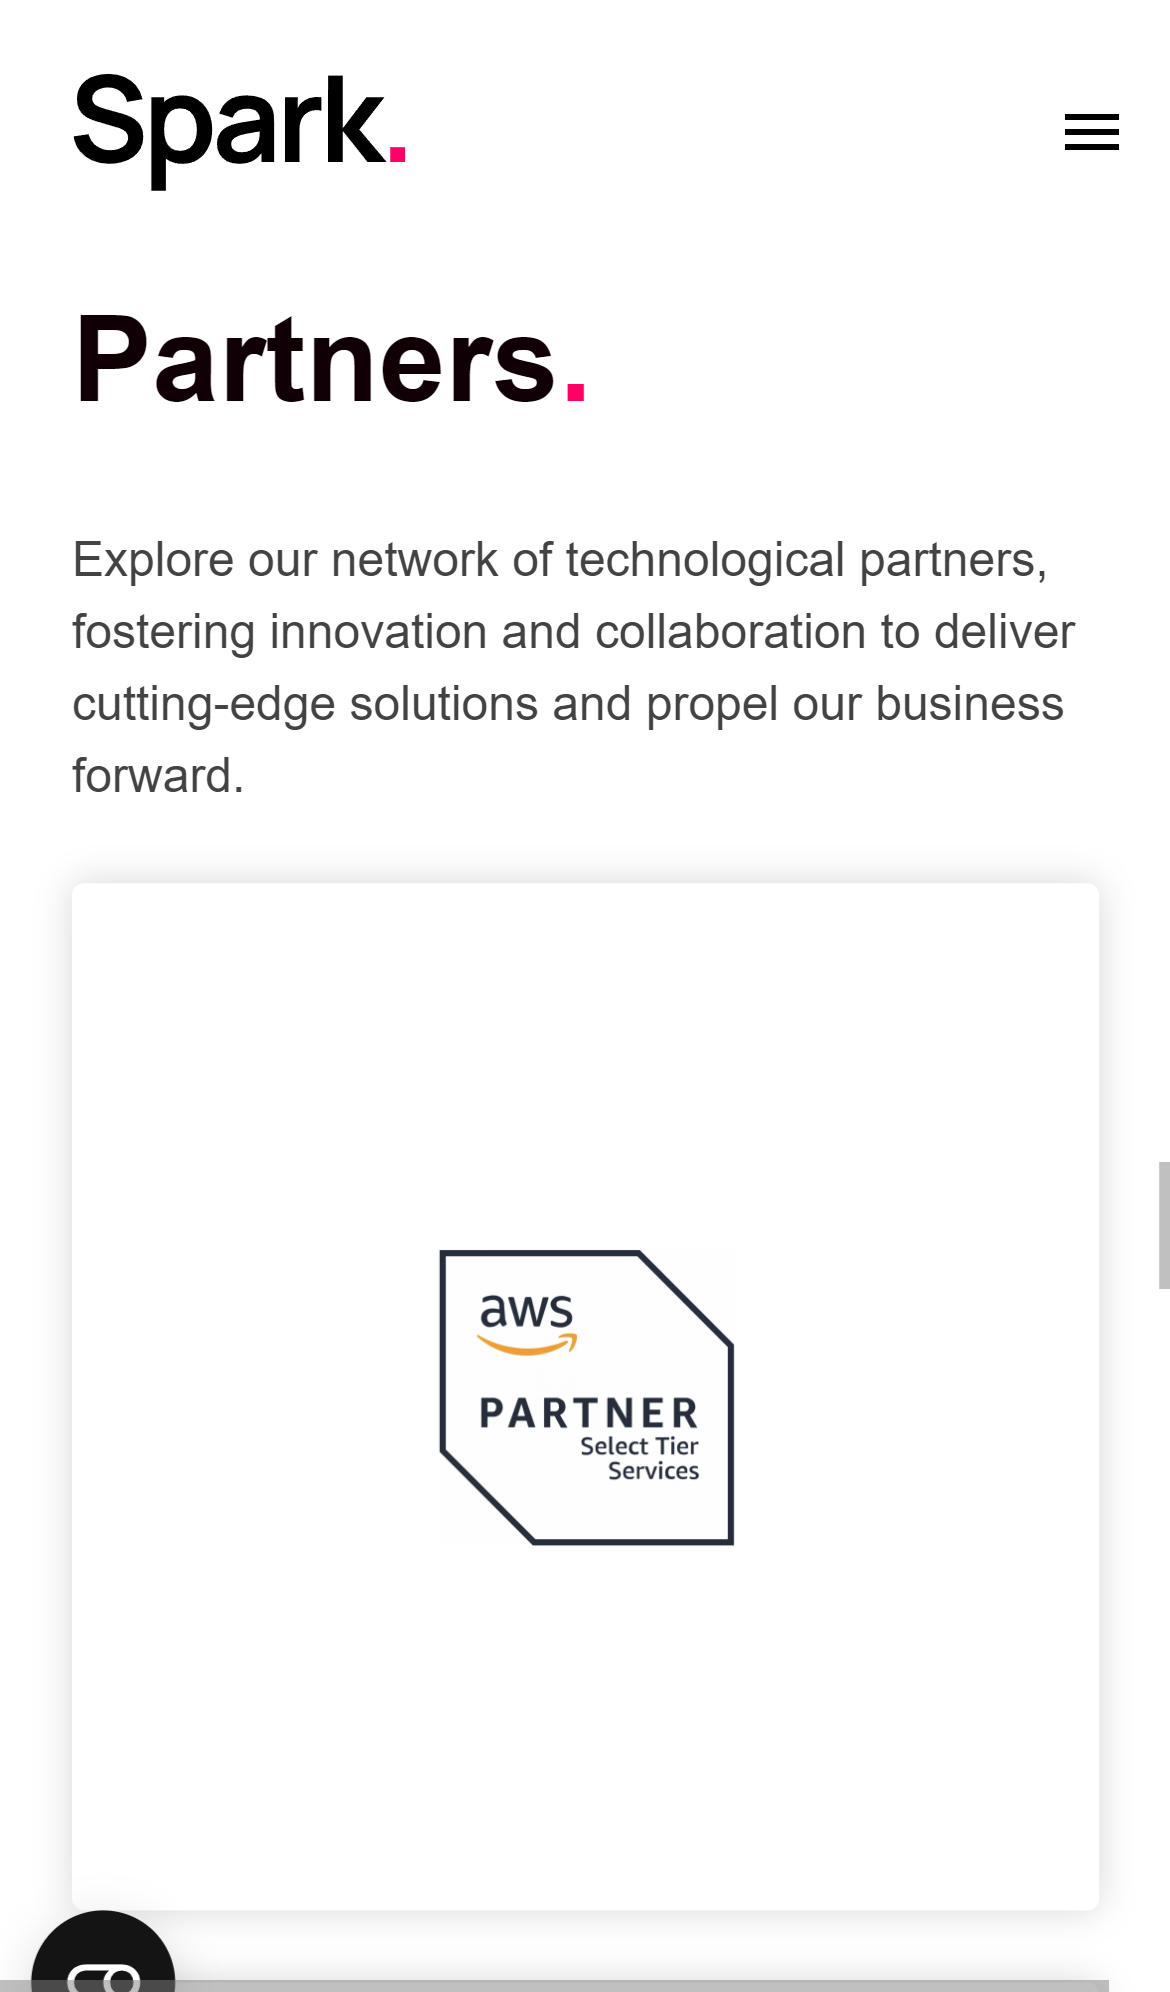 Spark.
Partners.
Explore our network of technological partners,
fostering innovation and collaboration to deliver
cutting-edge solutions and propel our business
forward.
aws
PARTNER
Select Tier
Services